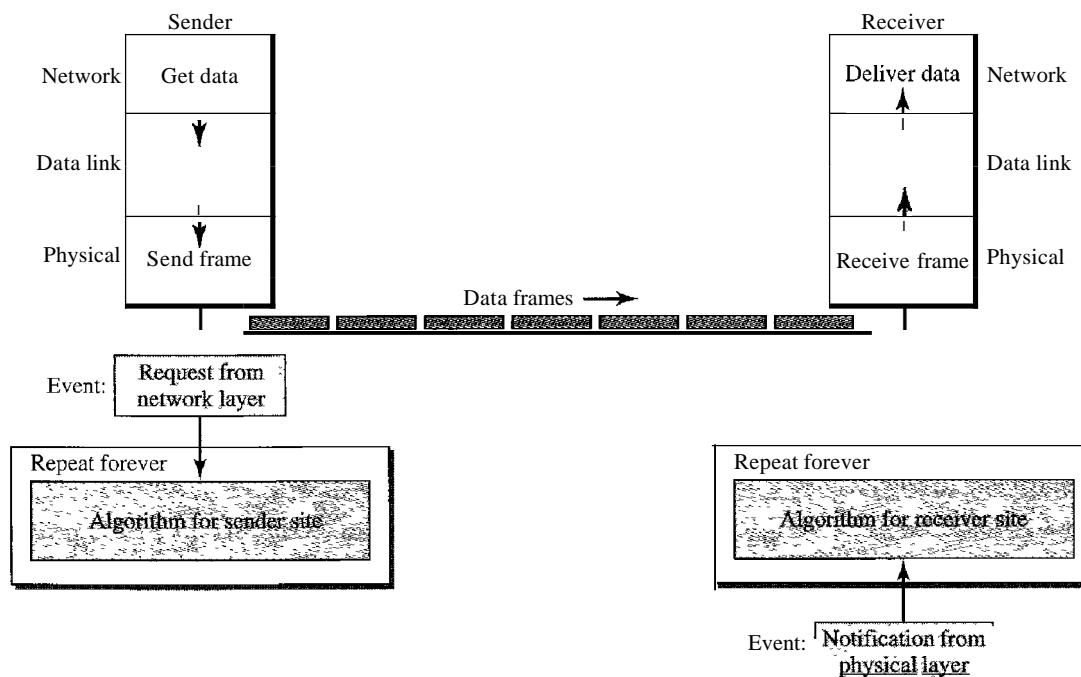 Sender
Receiver
Network
Get data
Deliver data
Network
Data link
Data link
Physical
Send frame
Receive frame
Physical
Data frames
Event:
Request from
network layer
Repeat forever
Algorithm for sender site
Repeat forever
Algorithm for receiver site
Event:
Notification from
physical layer